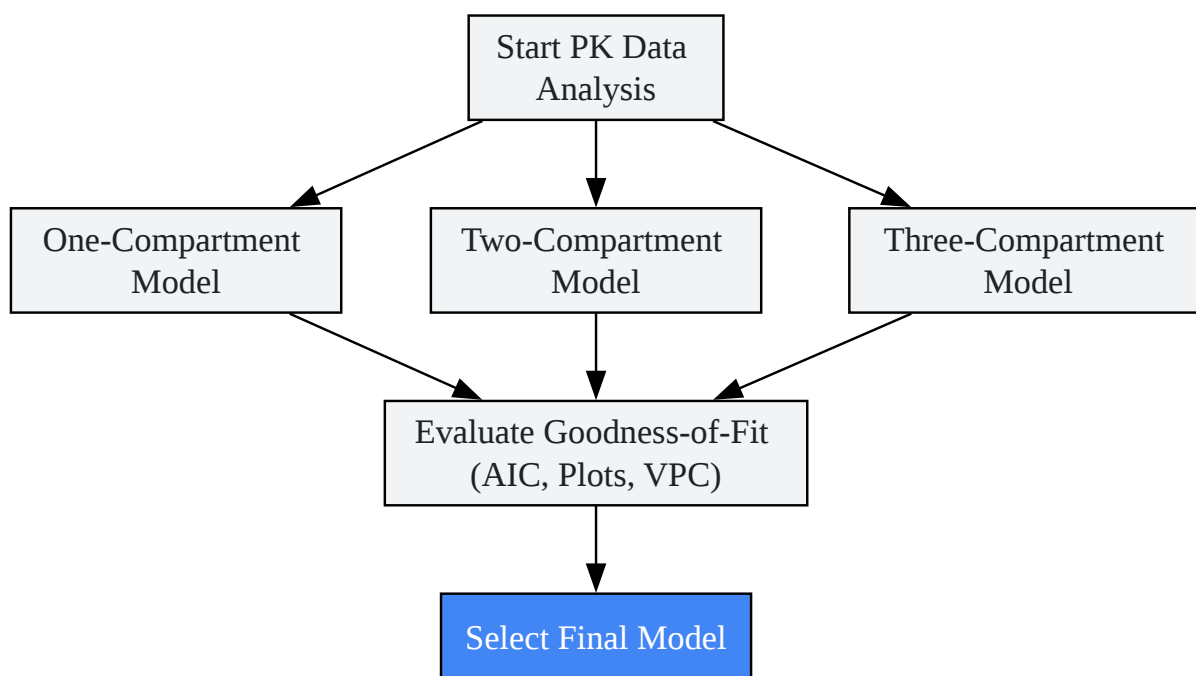 Start PK Data
Analysis
One-Compartment
Model
Two-Compartment
Model
Three-Compartment
Model
Evaluate Goodness-of-Fit
(AIC, Plots, VPC)
Select Final Model